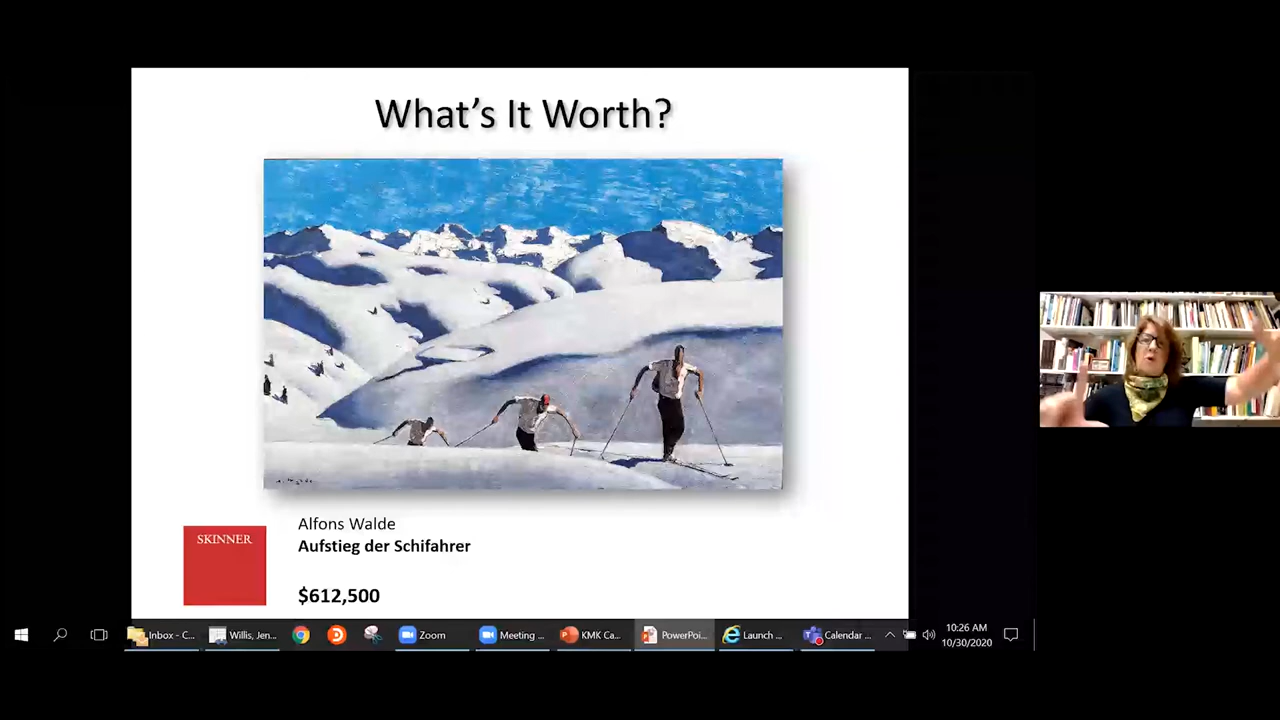 What's It Worth?
Alfons Walde
Aufstieg der Schifahrer
SKINNER
$612,500
Inbox - C...
Willis, Jen...
Zoom
Meeting ...
KMK Ca...
PowerPoi...
Launch ...
Calendar ...
10:26 AM
10/30/2020